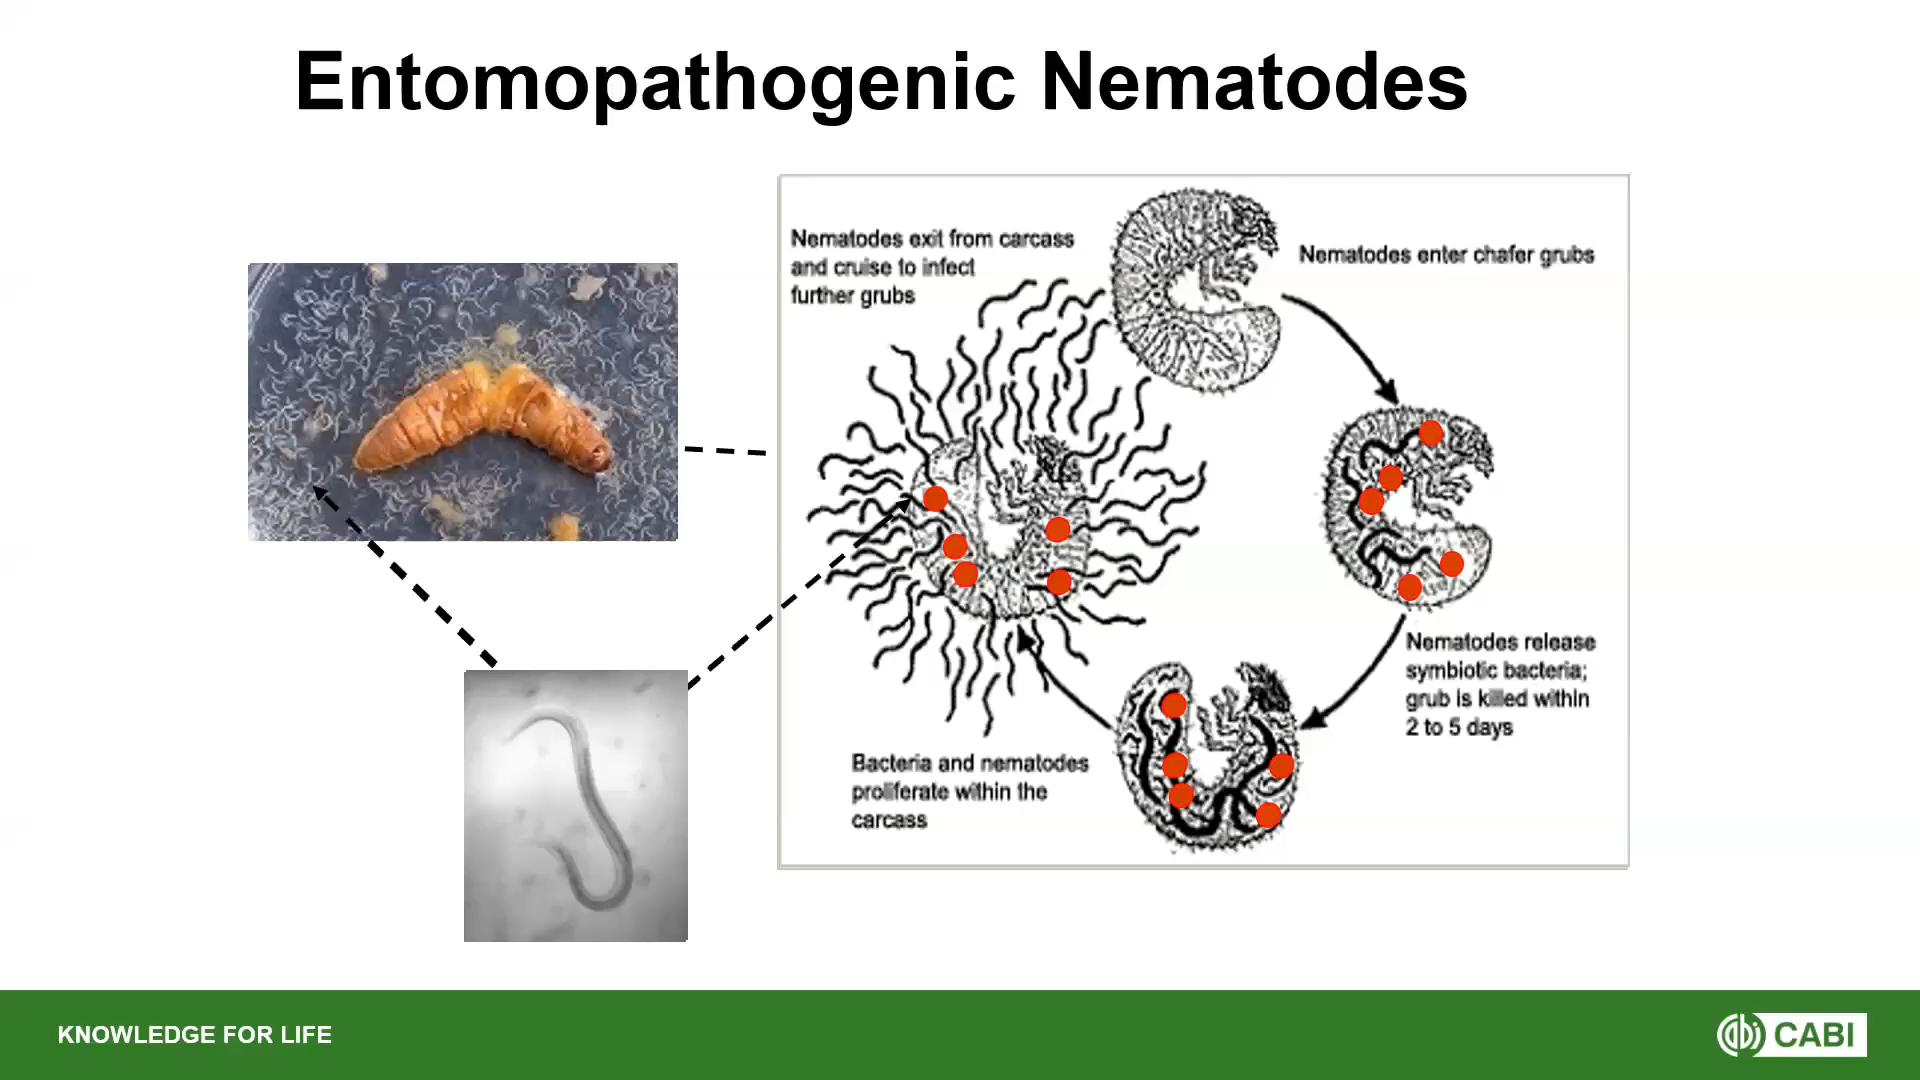 Entomopathogenic Nematodes
Nematodes exit from carcass
and cruise to infect
further grubs
Nematodes enter chafer grubs
Nematodes release
symbiotic bacteria;
grub is killed within
2 to 5 days
Bacteria and nematodes
proliferate within the
carcass
KNOWLEDGE FOR LIFE
CABI